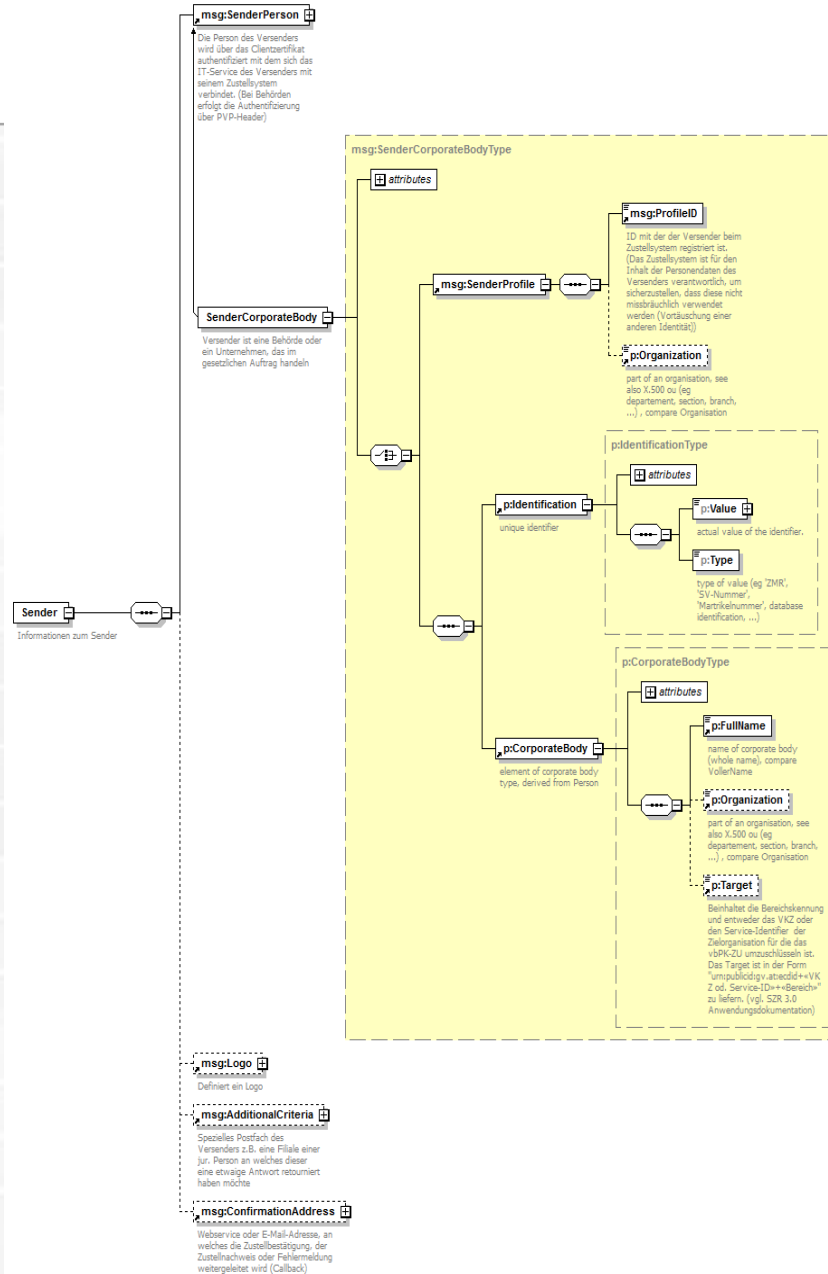 msg:SenderPerson
Die Person des Versenders
wird über das Clientzertifikat
authentifiziert mit dem sich das
IT-Service des Versenders mit
seinem Zustellsystem
verbindet. (Bei Behörden
erfolgt die Authentifizierung
über PVP-Header)
msg:SenderCorporateBodyType
attributes
msg:ProfileID
ID mit der der Versender beim
Zustellsystem registriert ist.
(Das Zustellsystem ist für den
Inhalt der Personendaten des
Versenders verantwortlich, um
sicherzustellen, dass diese nicht
missbräuchlich verwendet
werden (Vortäuschung einer
anderen Identität))
msg:SenderProfile
SenderCorporateBody
Versender ist eine Behörde oder
ein Unternehmen, das im
gesetzlichen Auftrag handeln
p:Organization
part of an organisation, see
also X.500 ou (eg
departement, section, branch,
...) , compare Organisation
p:IdentificationType
attributes
p:Identification
unique identifier
p:Value
actual value of the identifier.
p:Type
type of value (eg 'ZMR',
'SV-Nummer',
'Martrikelnummer', database
identification, ...)
Sender
Informationen zum Sender
p:CorporateBodyType
attributes
p:FullName
name of corporate body
(whole name), compare
VollerName
p:CorporateBody
element of corporate body
type, derived from Person
p:Organization
part of an organisation, see
also X.500 ou (eg
departement, section, branch,
...) , compare Organisation
p:Target
Beinhaltet die Bereichskennung
und entweder das VKZ oder
den Service-Identifier der
Zielorganisation für die das
vbPK-ZU umzuschlüsseln ist.
Das Target ist in der Form
"urn:publicid:gv.at:ecdid+«VK
Z od. Service-ID»+«Bereich»"
zu liefern. (vgl. SZR 3.0
Anwendungsdokumentation)
msg:Logo
Definiert ein Logo
msg:AdditionalCriteria
Spezielles Postfach des
Versenders z.B. eine Filiale einer
jur. Person an welches dieser
eine etwaige Antwort retourniert
haben möchte
msg:ConfirmationAddress
Webservice oder E-Mail-Adresse, an
welches die Zustellbestätigung, der
Zustellnachweis oder Fehlermeldung
weitergeleitet wird (Callback)